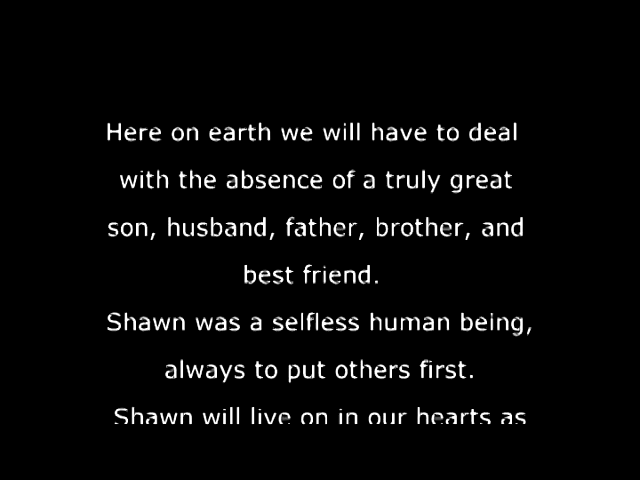 Here on earth we will have to deal
with the absence of a truly great
son, husband, father, brother, and
best friend.
Shawn was a selfless human being,
always to put others first.
Shawn will live on in our hearts as